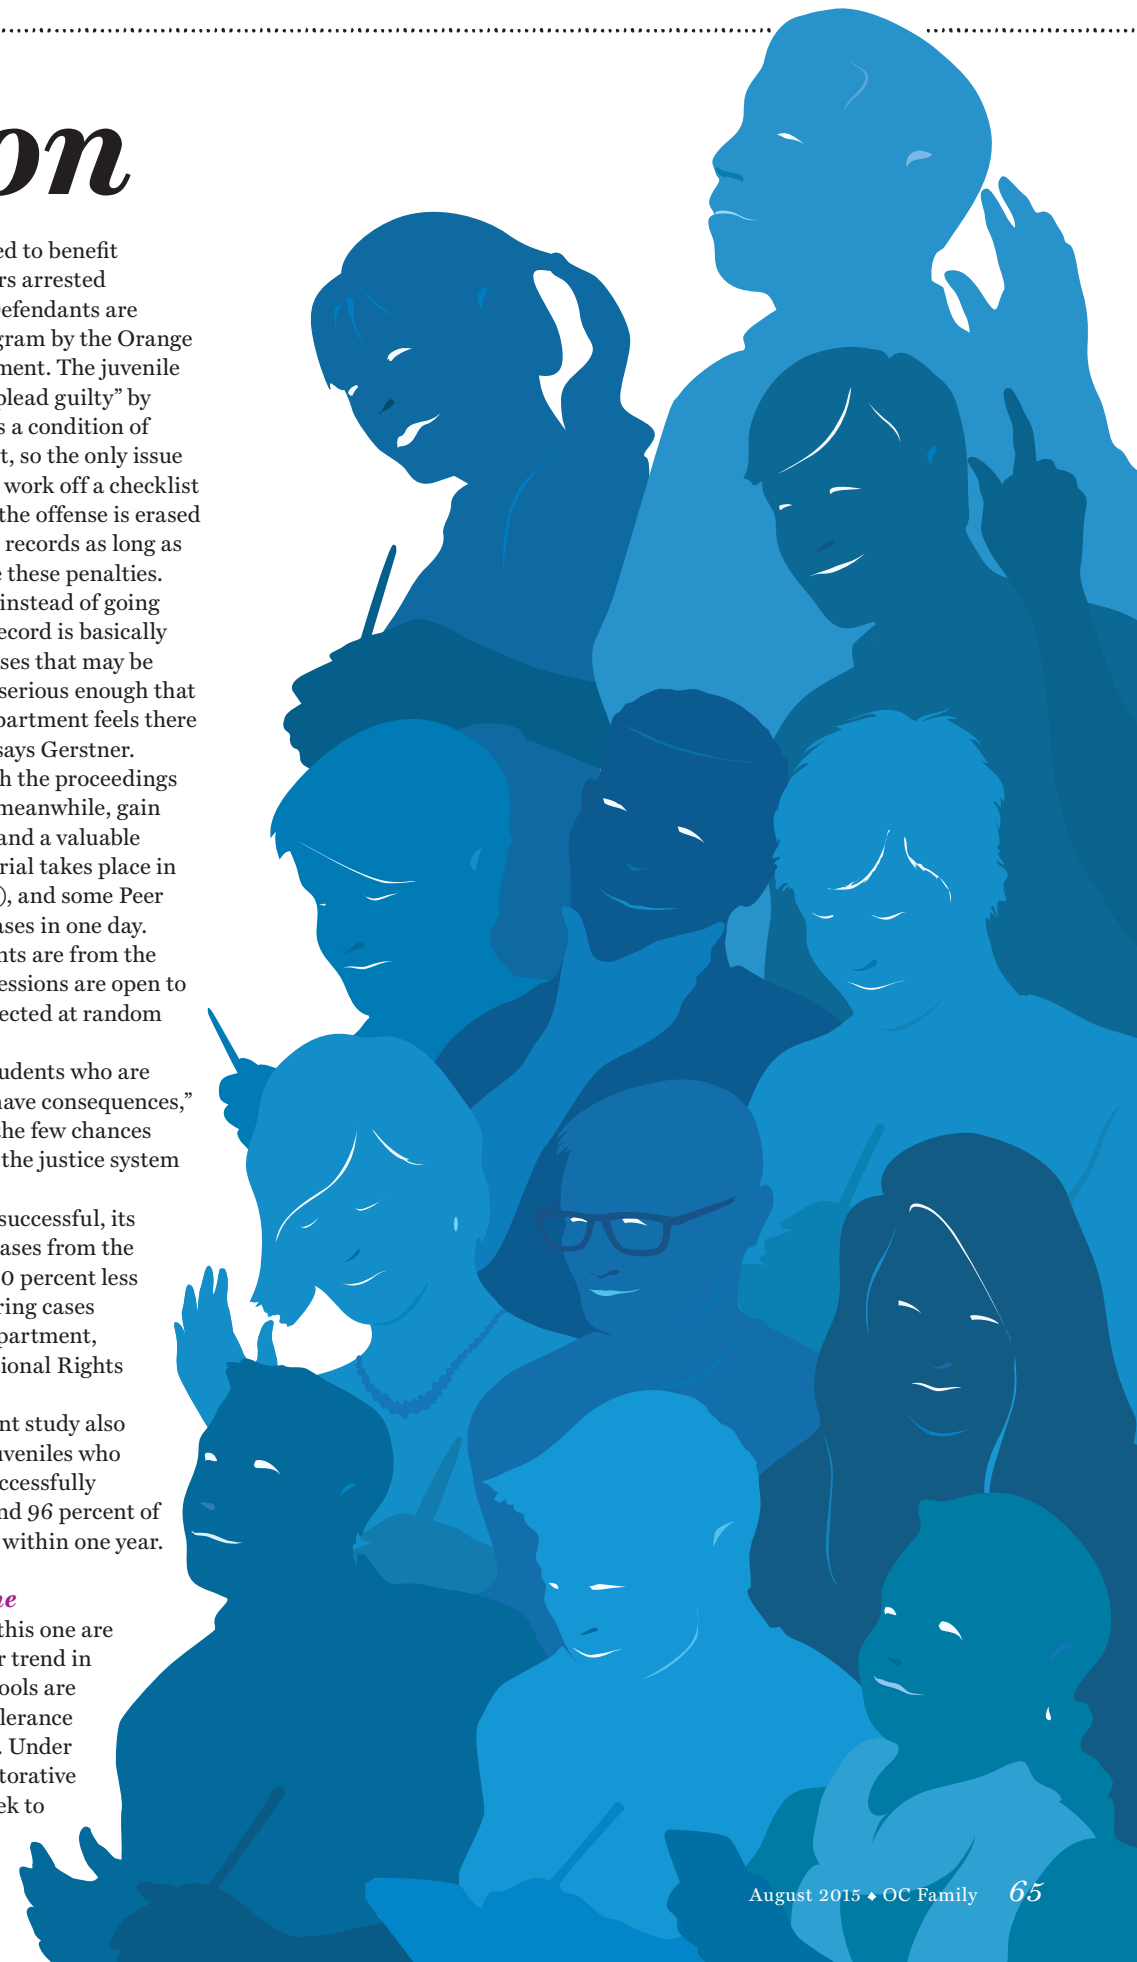 on
ed to benefit
rs arrested
efendants are
gram by the Orange
ment. The juvenile
plead guilty” by
s a condition of
t, so the only issue
work off a checklist
the offense is erased
records as long as
e these penalties.
instead of going
ecord is basically
ses that may be
serious enough that
partment feels there
says Gerstner.
h the proceedings
meanwhile, gain
and a valuable
rial takes place in
), and some Peer
ases in one day.
nts are from the
essions are open to
ected at random
udents who are
have consequences,”
the few chances
the justice system
successful, its
ases from the
0 percent less
ring cases
partment,
tional Rights
nt study also
uveniles who
ccessfully
nd 96 percent of
within one year.
ne
this one are
r trend in
ools are
lerance
. Under
torative
ek to
August 2015 ◆ OC Family 65